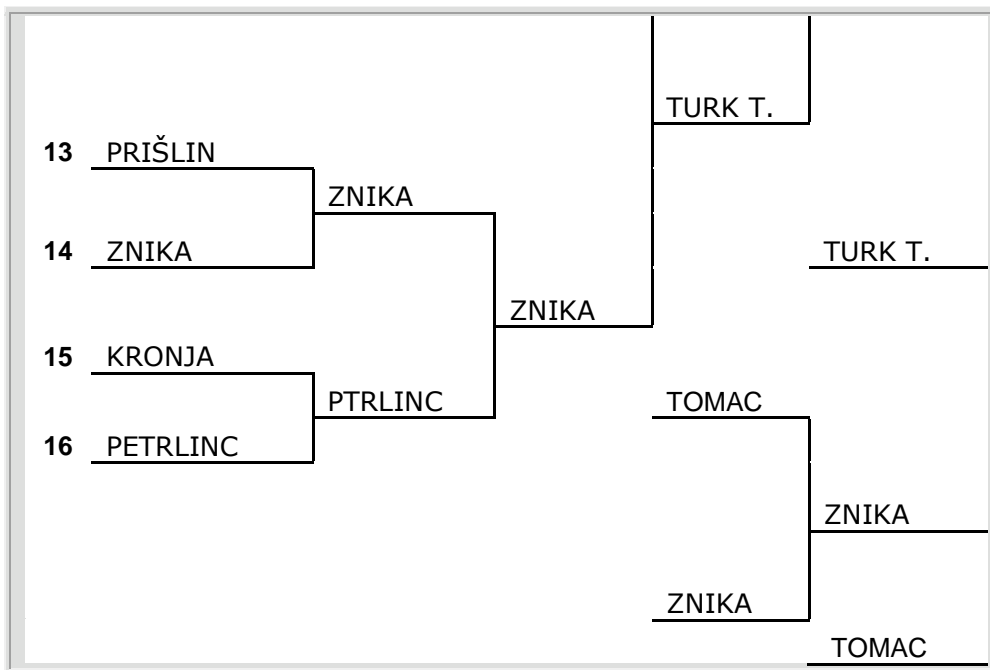 TURK T.
13 PRIŠLIN
ZNIKA
14 ZNIKA
TURK T.
ZNIKA
15 KRONJA
PTRLINC
TOMAC
16 PETRLINC
ZNIKA
ZNIKA
TOMAC